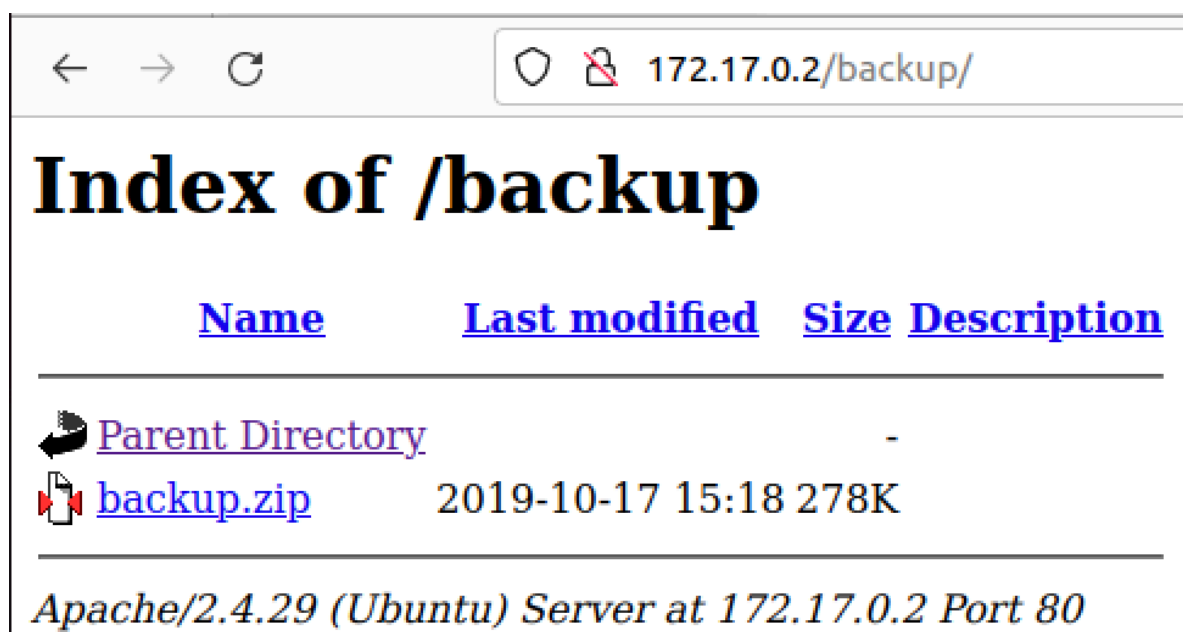 172.17.0.2/backup/
Index of /backup
Name Last modified Size Description
Parent Directory -
backup.zip 2019-10-17 15:18 278K
Apache/2.4.29 (Ubuntu) Server at 172.17.0.2 Port 80